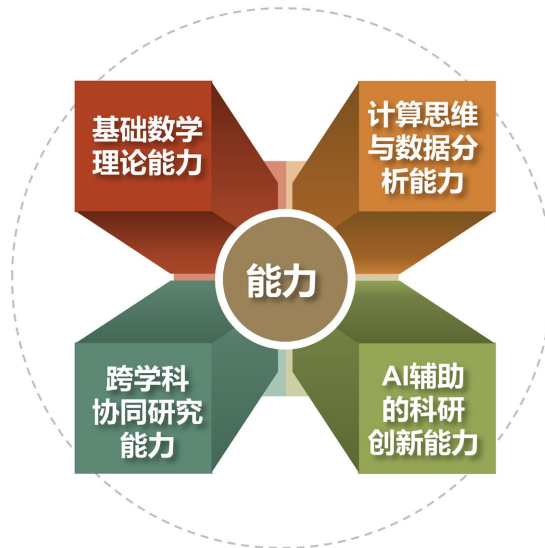 基础数学
理论能力
计算思维
与数据分
析能力
能力
跨学科
协同研究
能力
AI辅助
的科研
创新能力